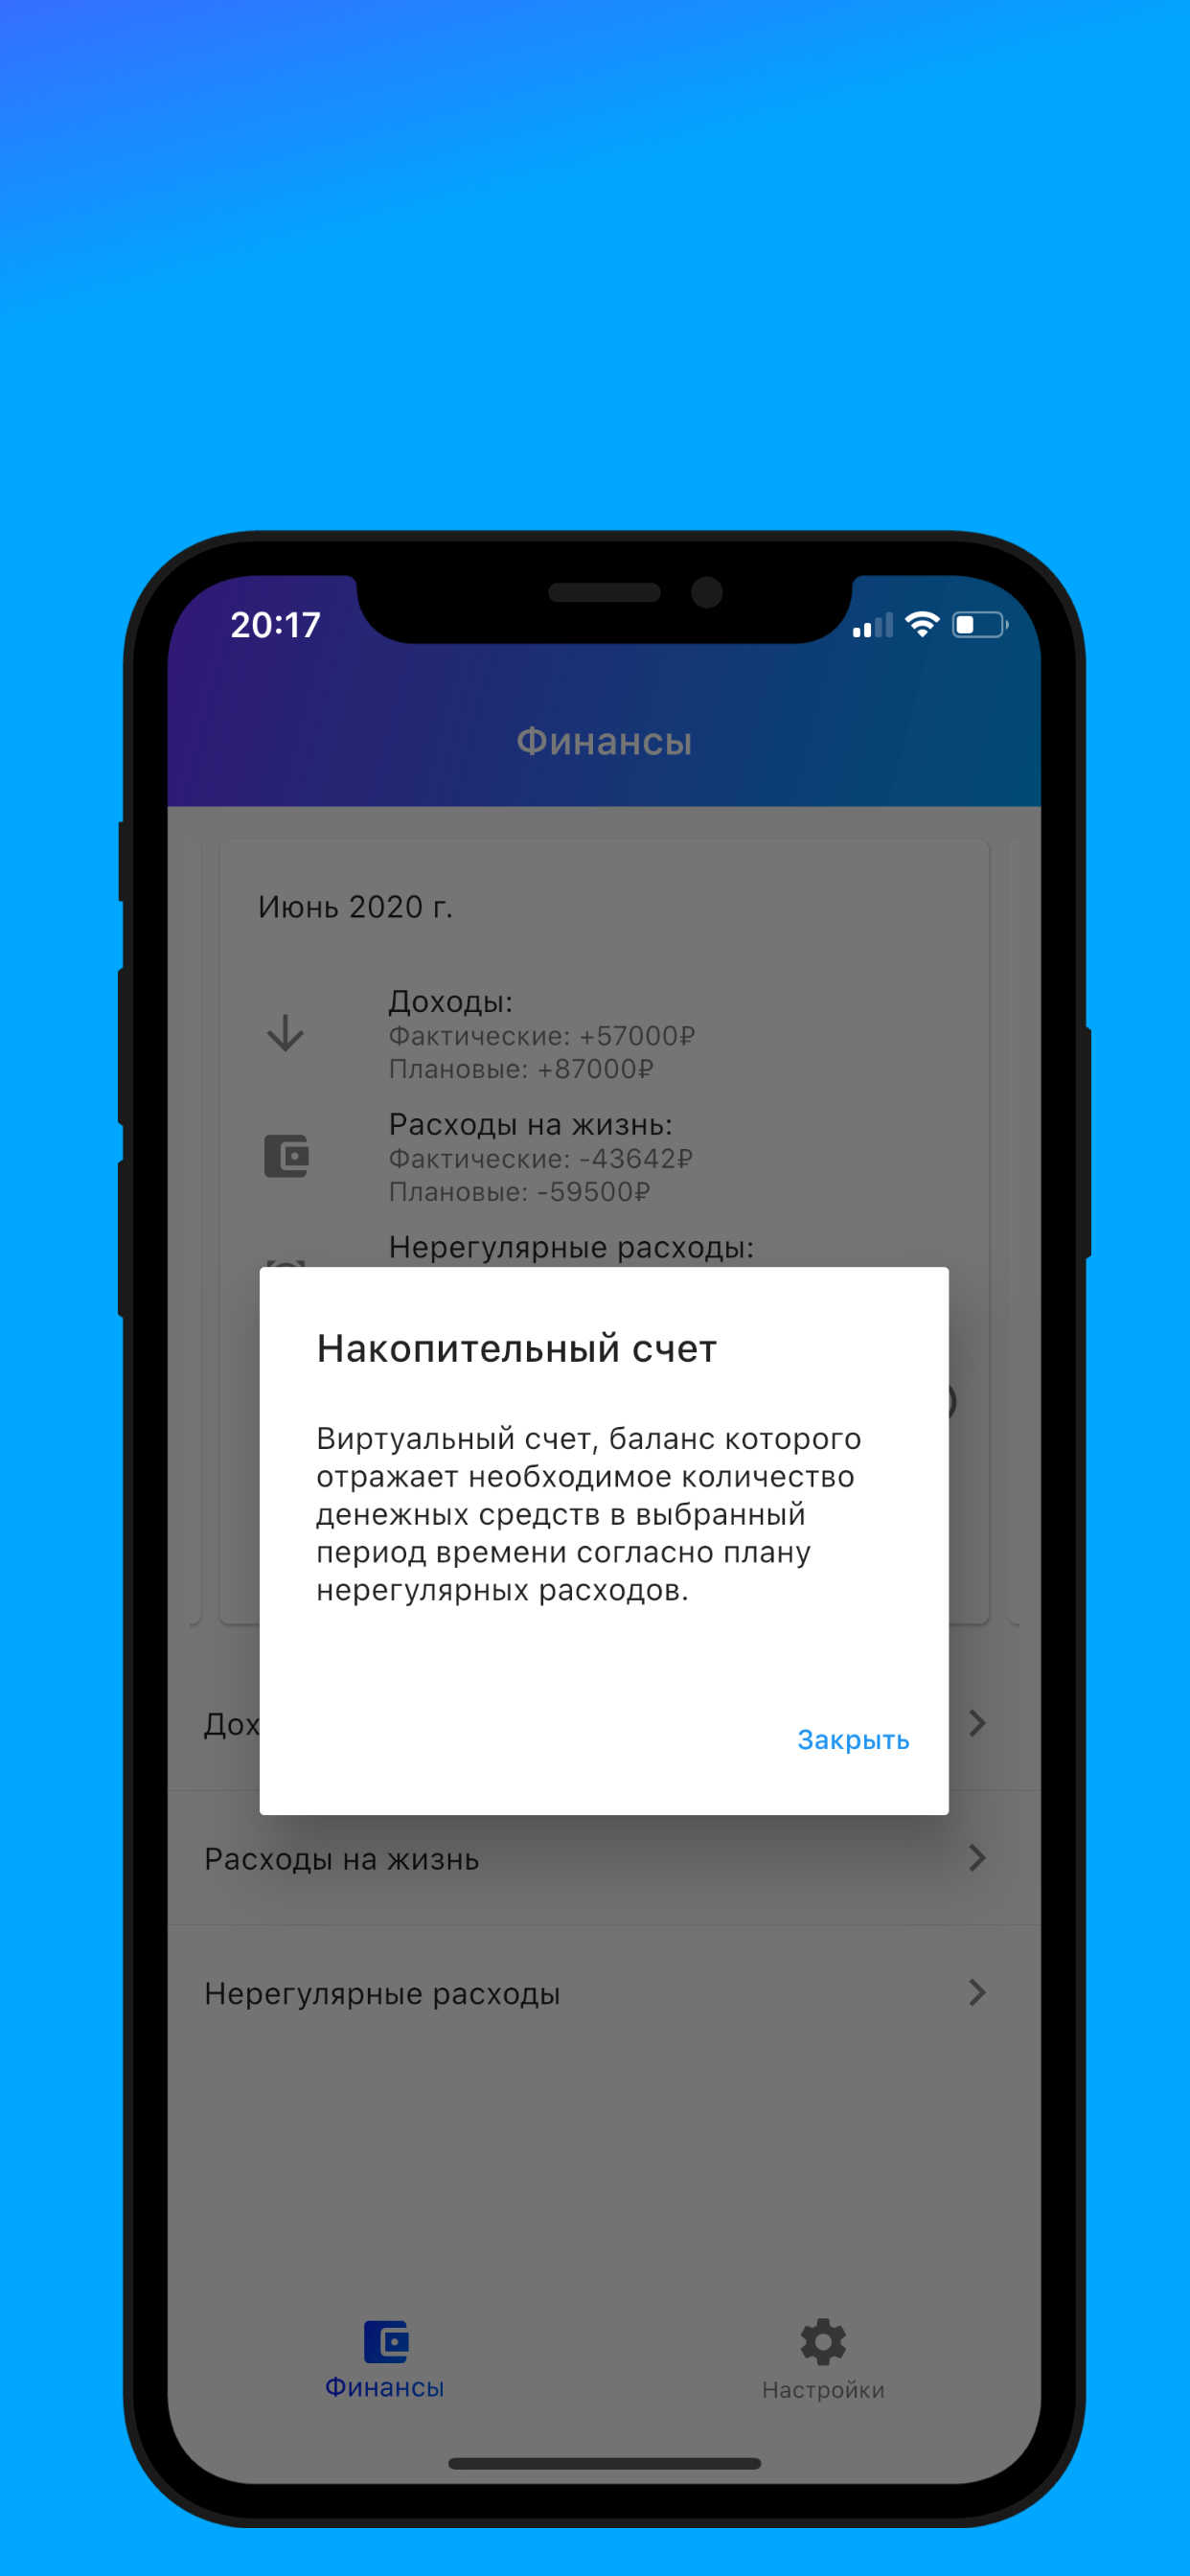 20:17
Финансы
Июнь 2020 г.
Доходы:
Фактические: +57000₽
Плановые: +87000₽
Расходы на жизнь:
Фактические: -43642₽
Плановые: -59500₽
Нерегулярные расходы:
Накопительный счет
Виртуальный счет, баланс которого
отражает необходимое количество
денежных средств в выбранный
период времени согласно плану
нерегулярных расходов.
Закрыть
Расходы на жизнь
Нерегулярные расходы
Финансы
Настройки